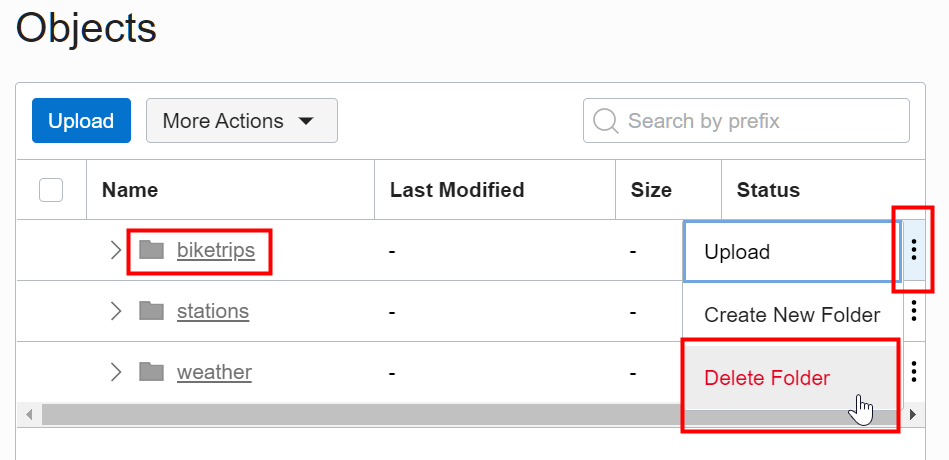 Objects
Upload More Actions Search by prefix
Name Last Modified Size Status
biketrips - - Upload
stations - - Create New Folder
weather - - Delete Folder